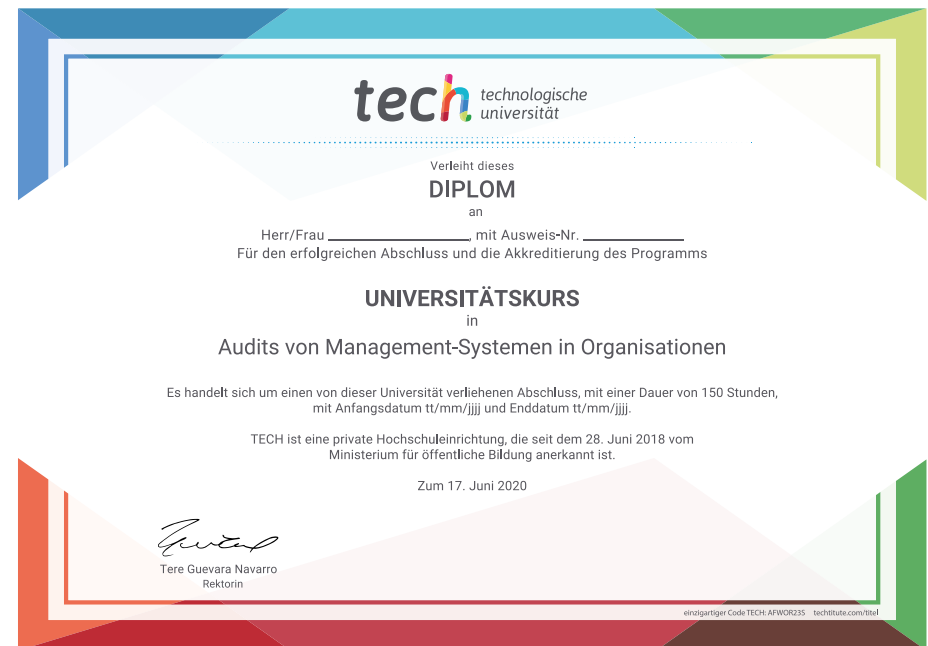 tech technologische
universität
Verleiht dieses
DIPLOM
an
Herr/Frau , mit Ausweis-Nr.
Für den erfolgreichen Abschluss und die Akkreditierung des Programms
UNIVERSITÄTSKURS
in
Audits von Management-Systemen in Organisationen
Es handelt sich um einen von dieser Universität verliehenen Abschluss, mit einer Dauer von 150 Stunden,
mit Anfangsdatum tt/mm/jjjj und Enddatum tt/mm/jjjj.
TECH ist eine private Hochschuleinrichtung, die seit dem 28. Juni 2018 vom
Ministerium für öffentliche Bildung anerkannt ist.
Zum 17. Juni 2020
Tere Guevara Navarro
Rektorin
einzigartiger Code TECH: AFWOR235 techtitute.com/titel